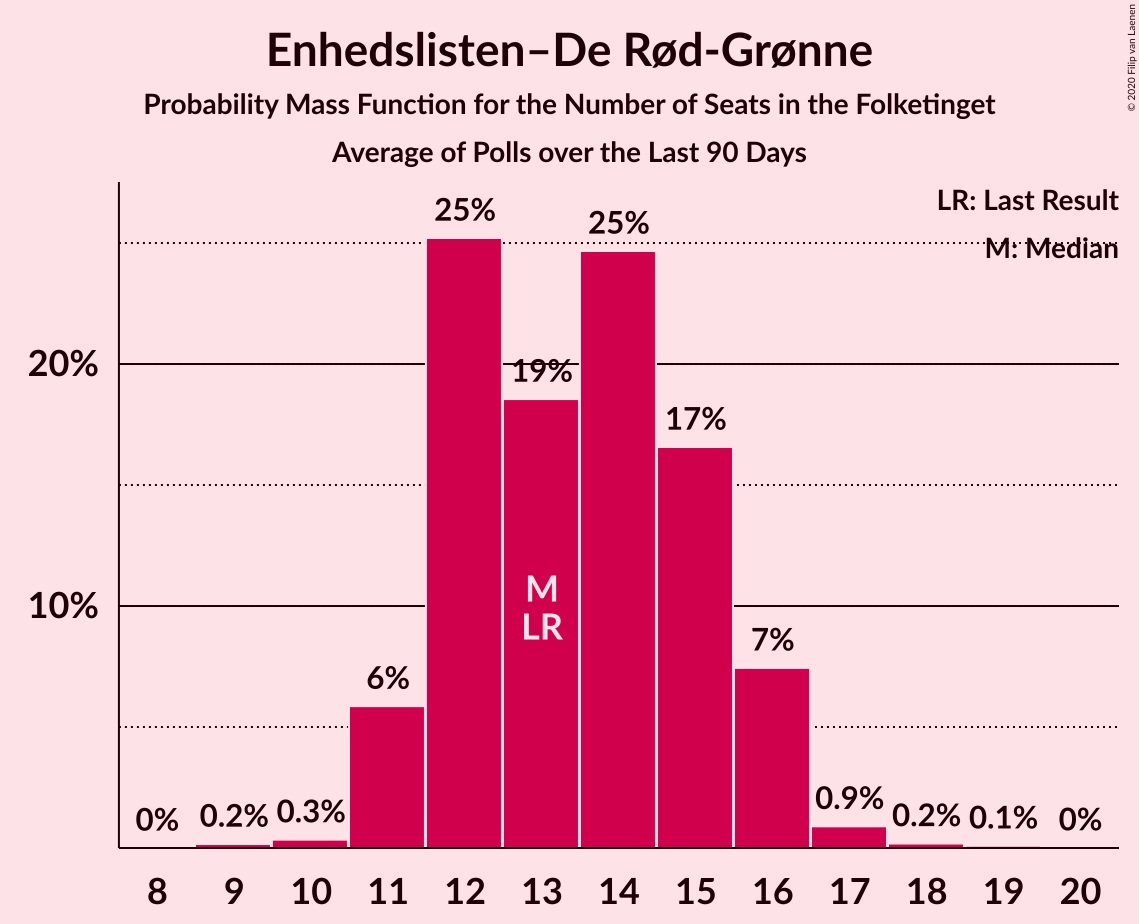 Enhedslisten–De Rød-Grønne
Probability Mass Function for the Number of Seats in the Folketinget
Average of Polls over the Last 90 Days
© 2020 Filip van Laenen
LR: Last Result
M: Median
20%
10%
0%
0.2%
0.3%
6%
25%
19%
25%
17%
7%
0.9%
0.2%
0.1%
0%
M
LR
8 9 10 11 12 13 14 15 16 17 18 19 20